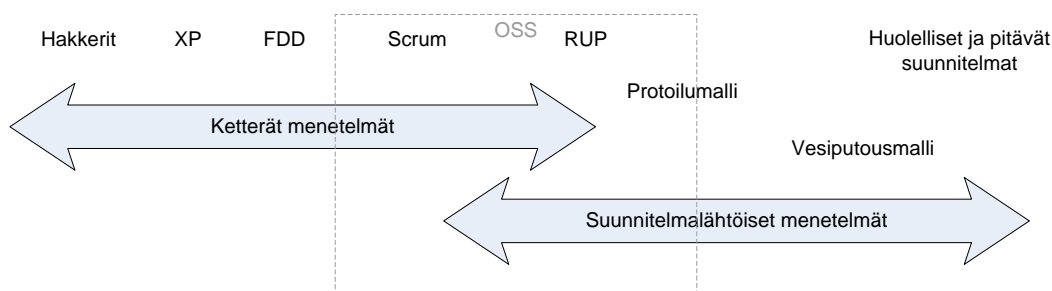 Hakkerit XP FDD Scrum OSS RUP Huolelliset ja pitävät
suunnitelmat
Protoilumalli
Ketterät menetelmät
Vesiputousmalli
Suunnitelmalähtöiset menetelmät